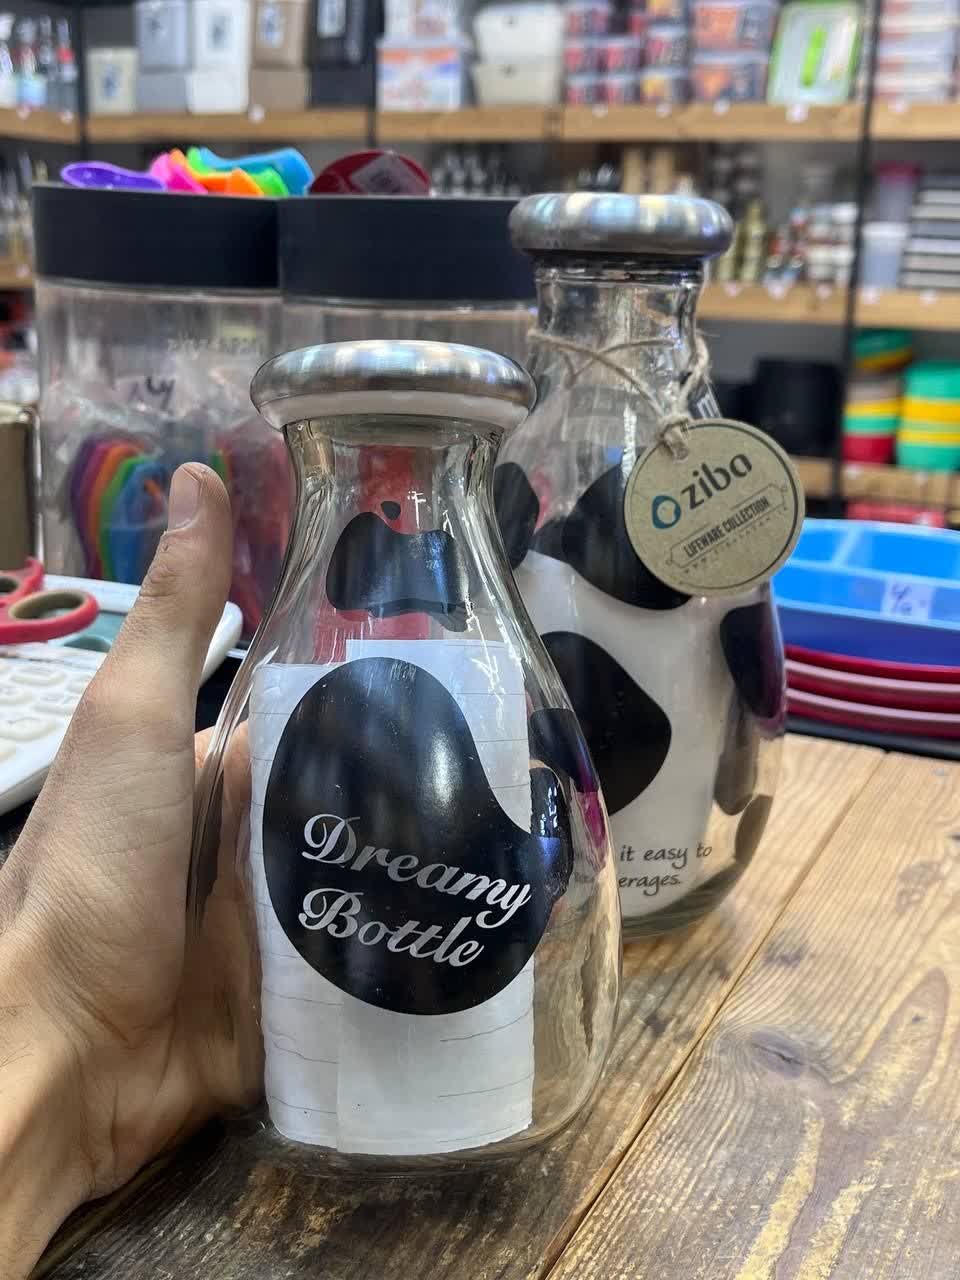 ziba
LIFEWARE COLLECTION
Dreamy
Bottle
it easy to
erages.